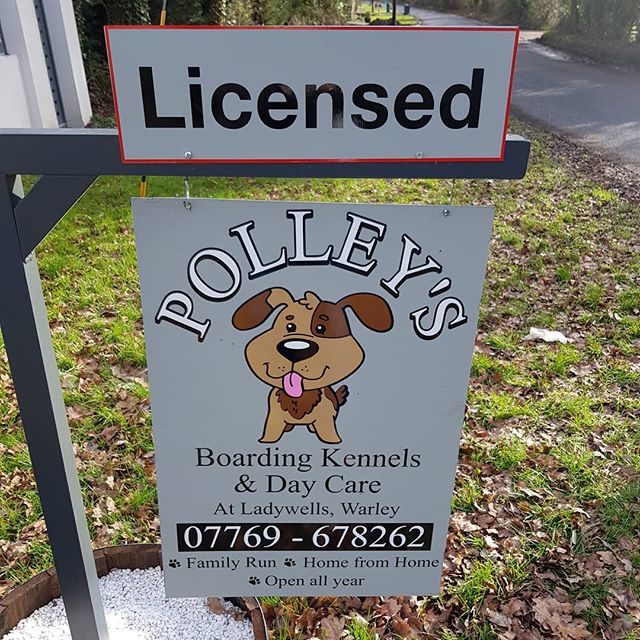 Licensed
POLLEY'S
Boarding Kennels
& Day Care
At Ladywells, Warley
07769 - 678262
Family Run Home from Home
Open all year